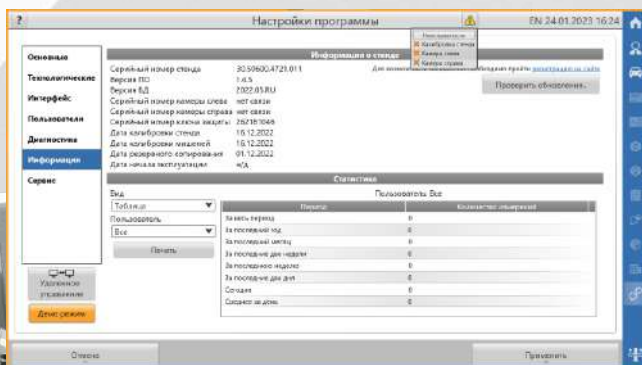 ?
Настройки программы
EN 24.01.2023 16:24
Неисправности
Калибровка стенда
Камера слева
Камера справа
Основные
Технологические
Интерфейс
Пользователи
Диагностика
Информация
Сервис
Информация о стенде
Серийный номер стенда 30.59600.4721.011
Версия ПО 1.4.5
Версия БД 2022.05.RU
Серийный номер камеры слева нет связи
Серийный номер камеры справа нет связи
Серийный номер ключа защиты 262181046
Дата калибровки стенда 16.12.2022
Дата калибровки мишеней 16.12.2022
Дата резервного копирования 01.12.2022
Дата начала эксплуатации н/д
пройти регистрацию на сайте
Проверить обновления.
Статистика
Вид
Таблица
Пользователь
Все
Печать
Пользователь: Все
Период Количество измерений
За весь период 0
За последний год 0
За последний месяц 0
За последние две недели 0
За последнюю неделю 0
За последние два дня 0
Сегодня 0
Среднее за день 0
Удаленное
управление
Демо режим
Отмена
Применить